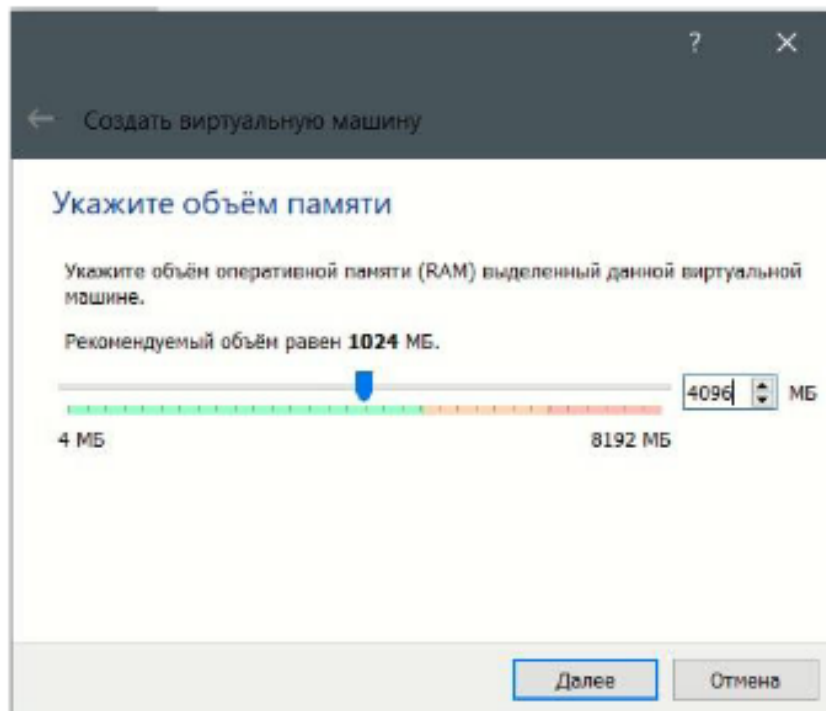 ?
Создать виртуальную машину
Укажите объём памяти
Укажите объём оперативной памяти (RAM) выделенный данной виртуальной
машине.
Рекомендуемый объём равен 1024 МБ.
4096 МБ
4 МБ 8192 МБ
Далее Отмена